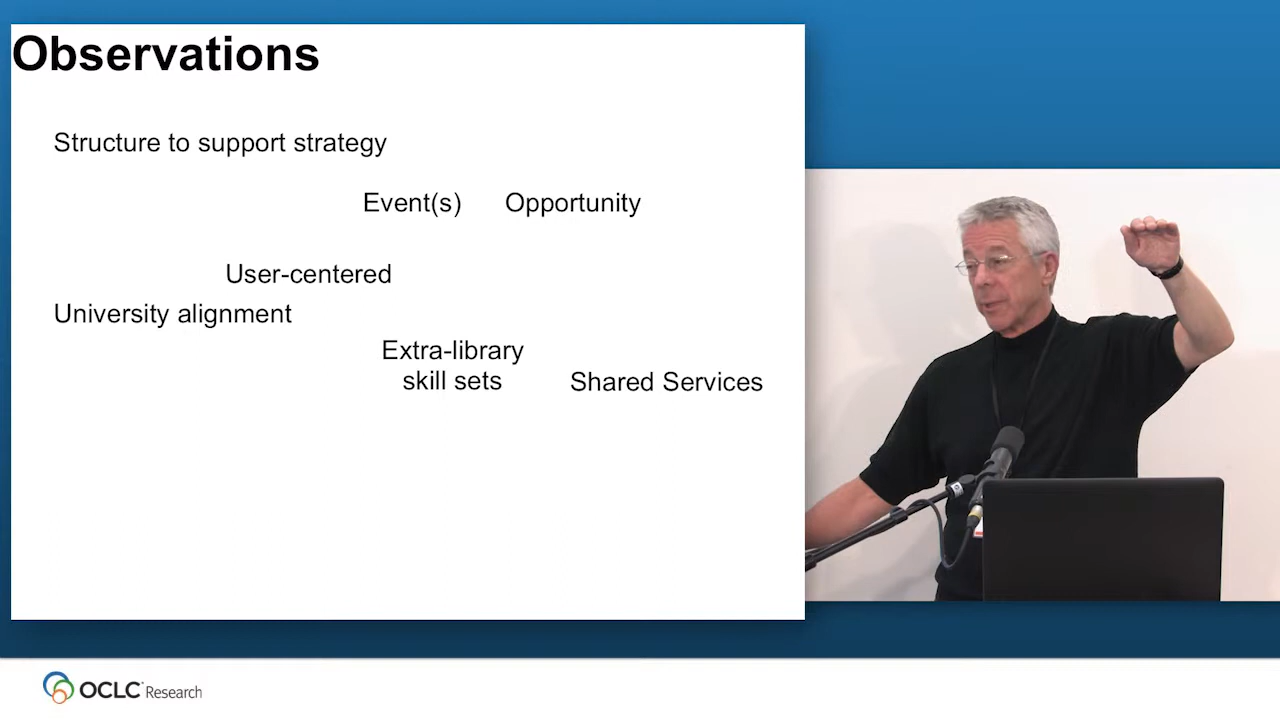 Observations
Structure to support strategy
Event(s) Opportunity
User-centered
University alignment
Extra-library
skill sets
Shared Services
OCLC Research